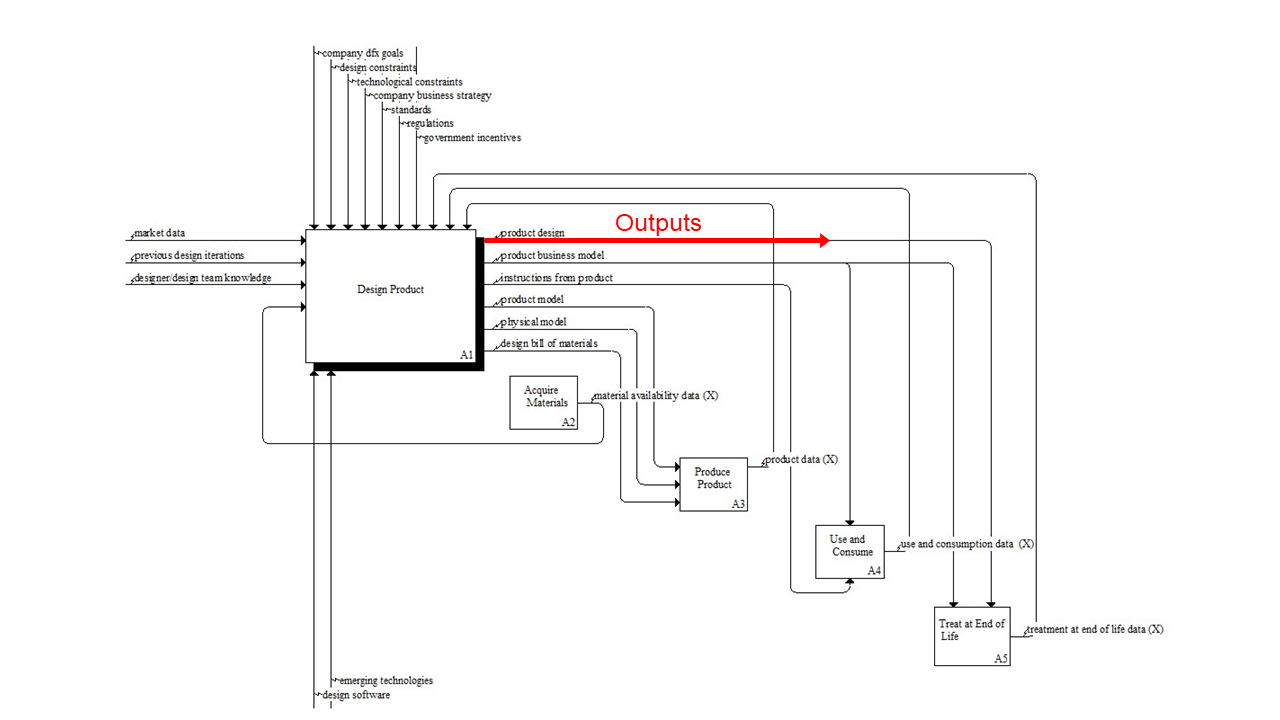 company dfx goals
design constraints
technological constraints
company business strategy
standards
regulations
government incentives
market data
previous design iterations
designer/design team knowledge
Design Product
A1
Outputs
product design
product business model
instructions from product
product model
physical model
design bill of materials
Acquire
Materials
A2
material availability data (X)
Produce
Product
A3
product data (X)
Use and
Consume
A4
use and consumption data (X)
Treat at End of
Life
A5
treatment at end of life data (X)
emerging technologies
design software